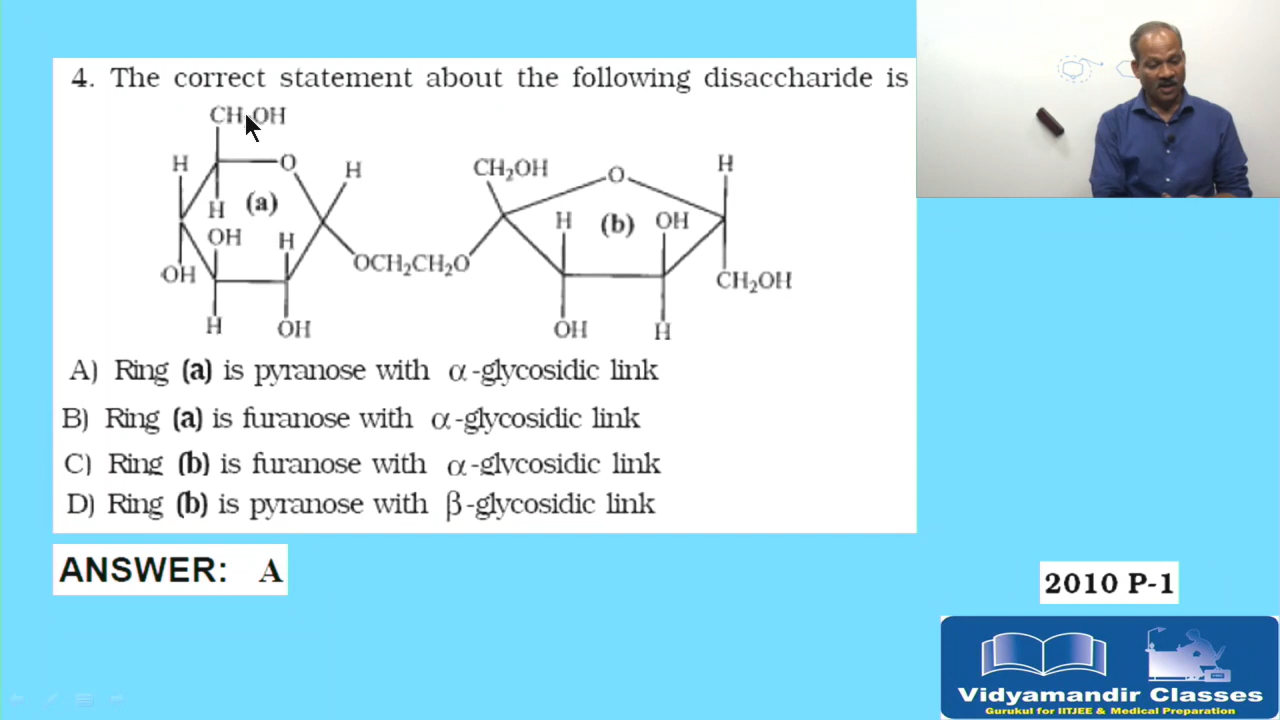 4. The correct statement about the following disaccharide is
CH₂OH
H
O
H
CH₂OH
O
H
H
(a)
H
(b)
OH
OH
H
OH
OCH₂CH₂O
CH₂OH
H
OH
OH
H
A) Ring (a) is pyranose with α-glycosidic link
B) Ring (a) is furanose with α-glycosidic link
C) Ring (b) is furanose with α-glycosidic link
D) Ring (b) is pyranose with β-glycosidic link
ANSWER: A
2010 P-1
Vidyamandir Classes
Gurukul for IITJEE & Medical Preparation